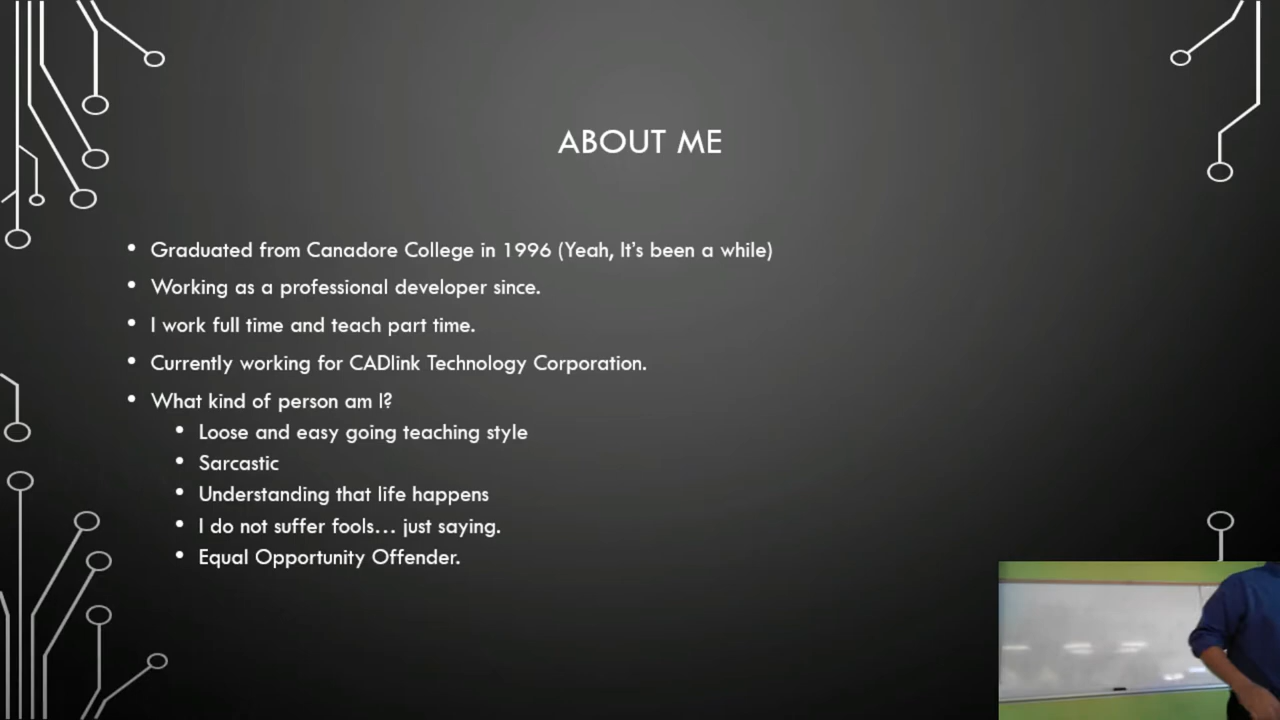 ABOUT ME
• Graduated from Canadore College in 1996 (Yeah, It's been a while)
• Working as a professional developer since.
• I work full time and teach part time.
• Currently working for CADlink Technology Corporation.
• What kind of person am I?
• Loose and easy going teaching style
• Sarcastic
• Understanding that life happens
• I do not suffer fools... just saying.
• Equal Opportunity Offender.